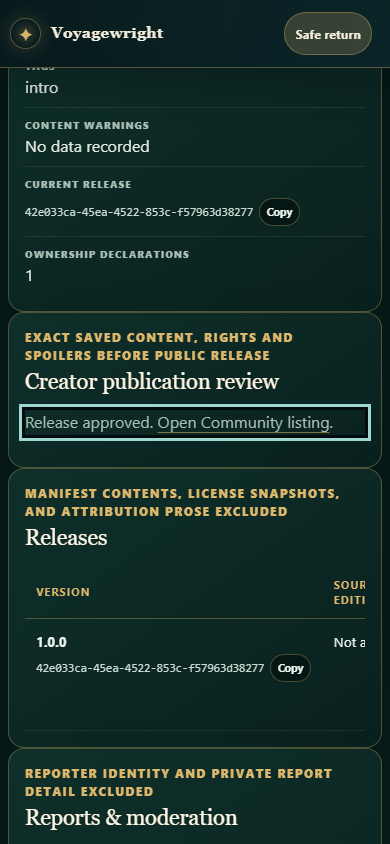 Voyagewright
Safe return
intro
CONTENT WARNINGS
No data recorded
CURRENT RELEASE
42e033ca-45ea-4522-853c-f57963d38277 Copy
OWNERSHIP DECLARATIONS
1
EXACT SAVED CONTENT, RIGHTS AND
SPOILERS BEFORE PUBLIC RELEASE
Creator publication review
Release approved. Open Community listing.
MANIFEST CONTENTS, LICENSE SNAPSHOTS,
AND ATTRIBUTION PROSE EXCLUDED
Releases
VERSION
1.0.0
Not a
42e033ca-45ea-4522-853c-f57963d38277 Copy
REPORTER IDENTITY AND PRIVATE REPORT
DETAIL EXCLUDED
Reports & moderation